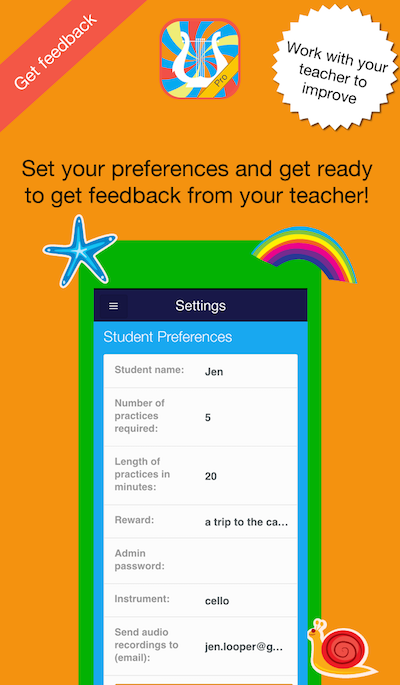 Get feedback
Pro
Work with your
teacher to
improve
Set your preferences and get ready
to get feedback from your teacher!
Settings
Student Preferences
Student name: Jen
Number of
practices
required: 5
Length of
practices in
minutes: 20
Reward: a trip to the ca...
Admin
password:
Instrument: cello
Send audio
recordings to
(email): jen.looper@g...